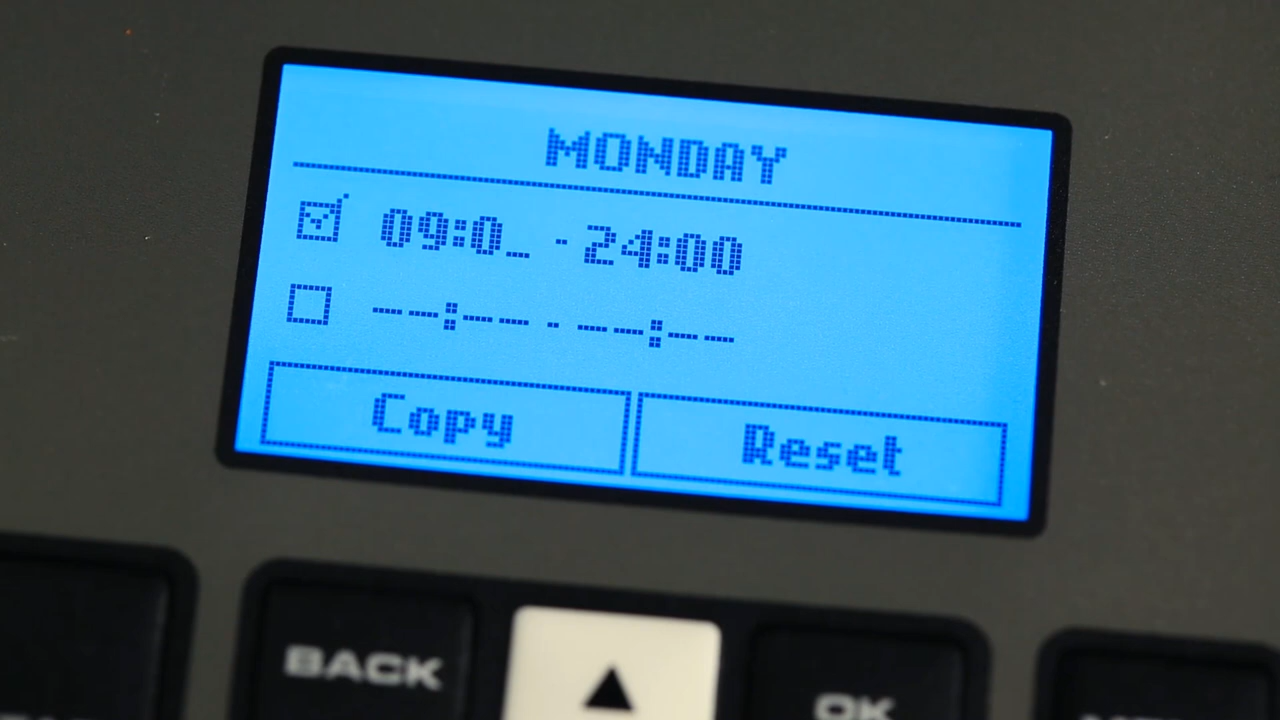 MONDAY
09:0_ - 24:00
--:-- - --:--
Copy Reset
BACK ▲ OK